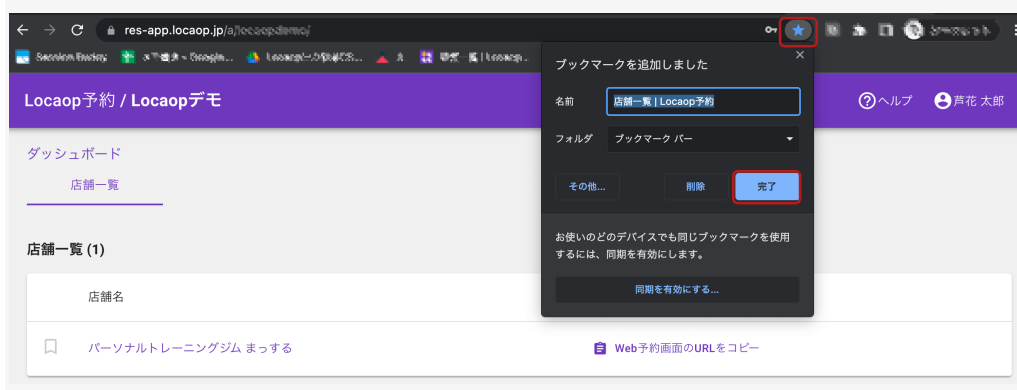 res-app.locaop.jp/a/locaopdemo/
ブックマークを追加しました
名前
店舗一覧 | Locaop予約
フォルダ
ブックマーク バー
その他...
削除
完了
お使いのどのデバイスでも同じブックマークを使用
するには、同期を有効にします。
同期を有効にする...
Locaop予約 / Locaopデモ
ヘルプ
芦花 太郎
ダッシュボード
店舗一覧
店舗一覧 (1)
店舗名
パーソナルトレーニングジム まっする
Web予約画面のURLをコピー